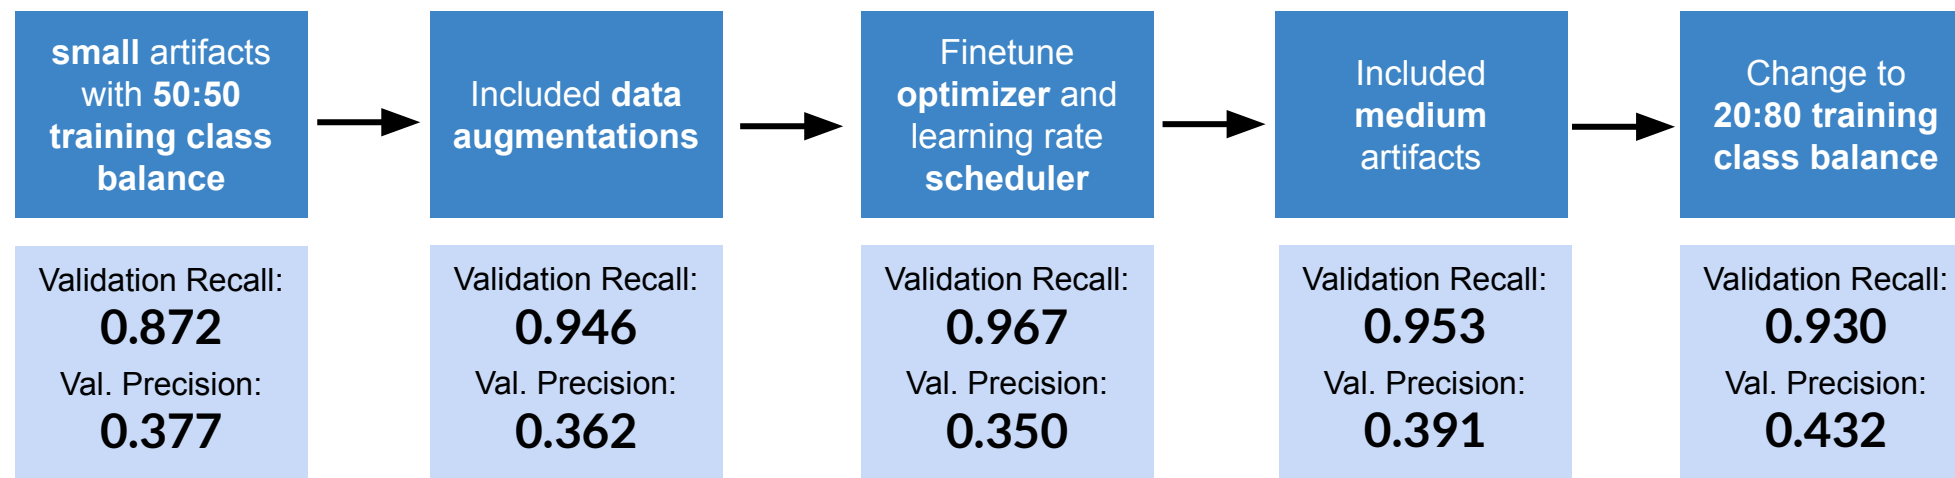 small artifacts
with 50:50
training class
balance
Included data
augmentations
Finetune
optimizer and
learning rate
scheduler
Included
medium
artifacts
Change to
20:80 training
class balance
Validation Recall:
0.872
Val. Precision:
0.377
Validation Recall:
0.946
Val. Precision:
0.362
Validation Recall:
0.967
Val. Precision:
0.350
Validation Recall:
0.953
Val. Precision:
0.391
Validation Recall:
0.930
Val. Precision:
0.432